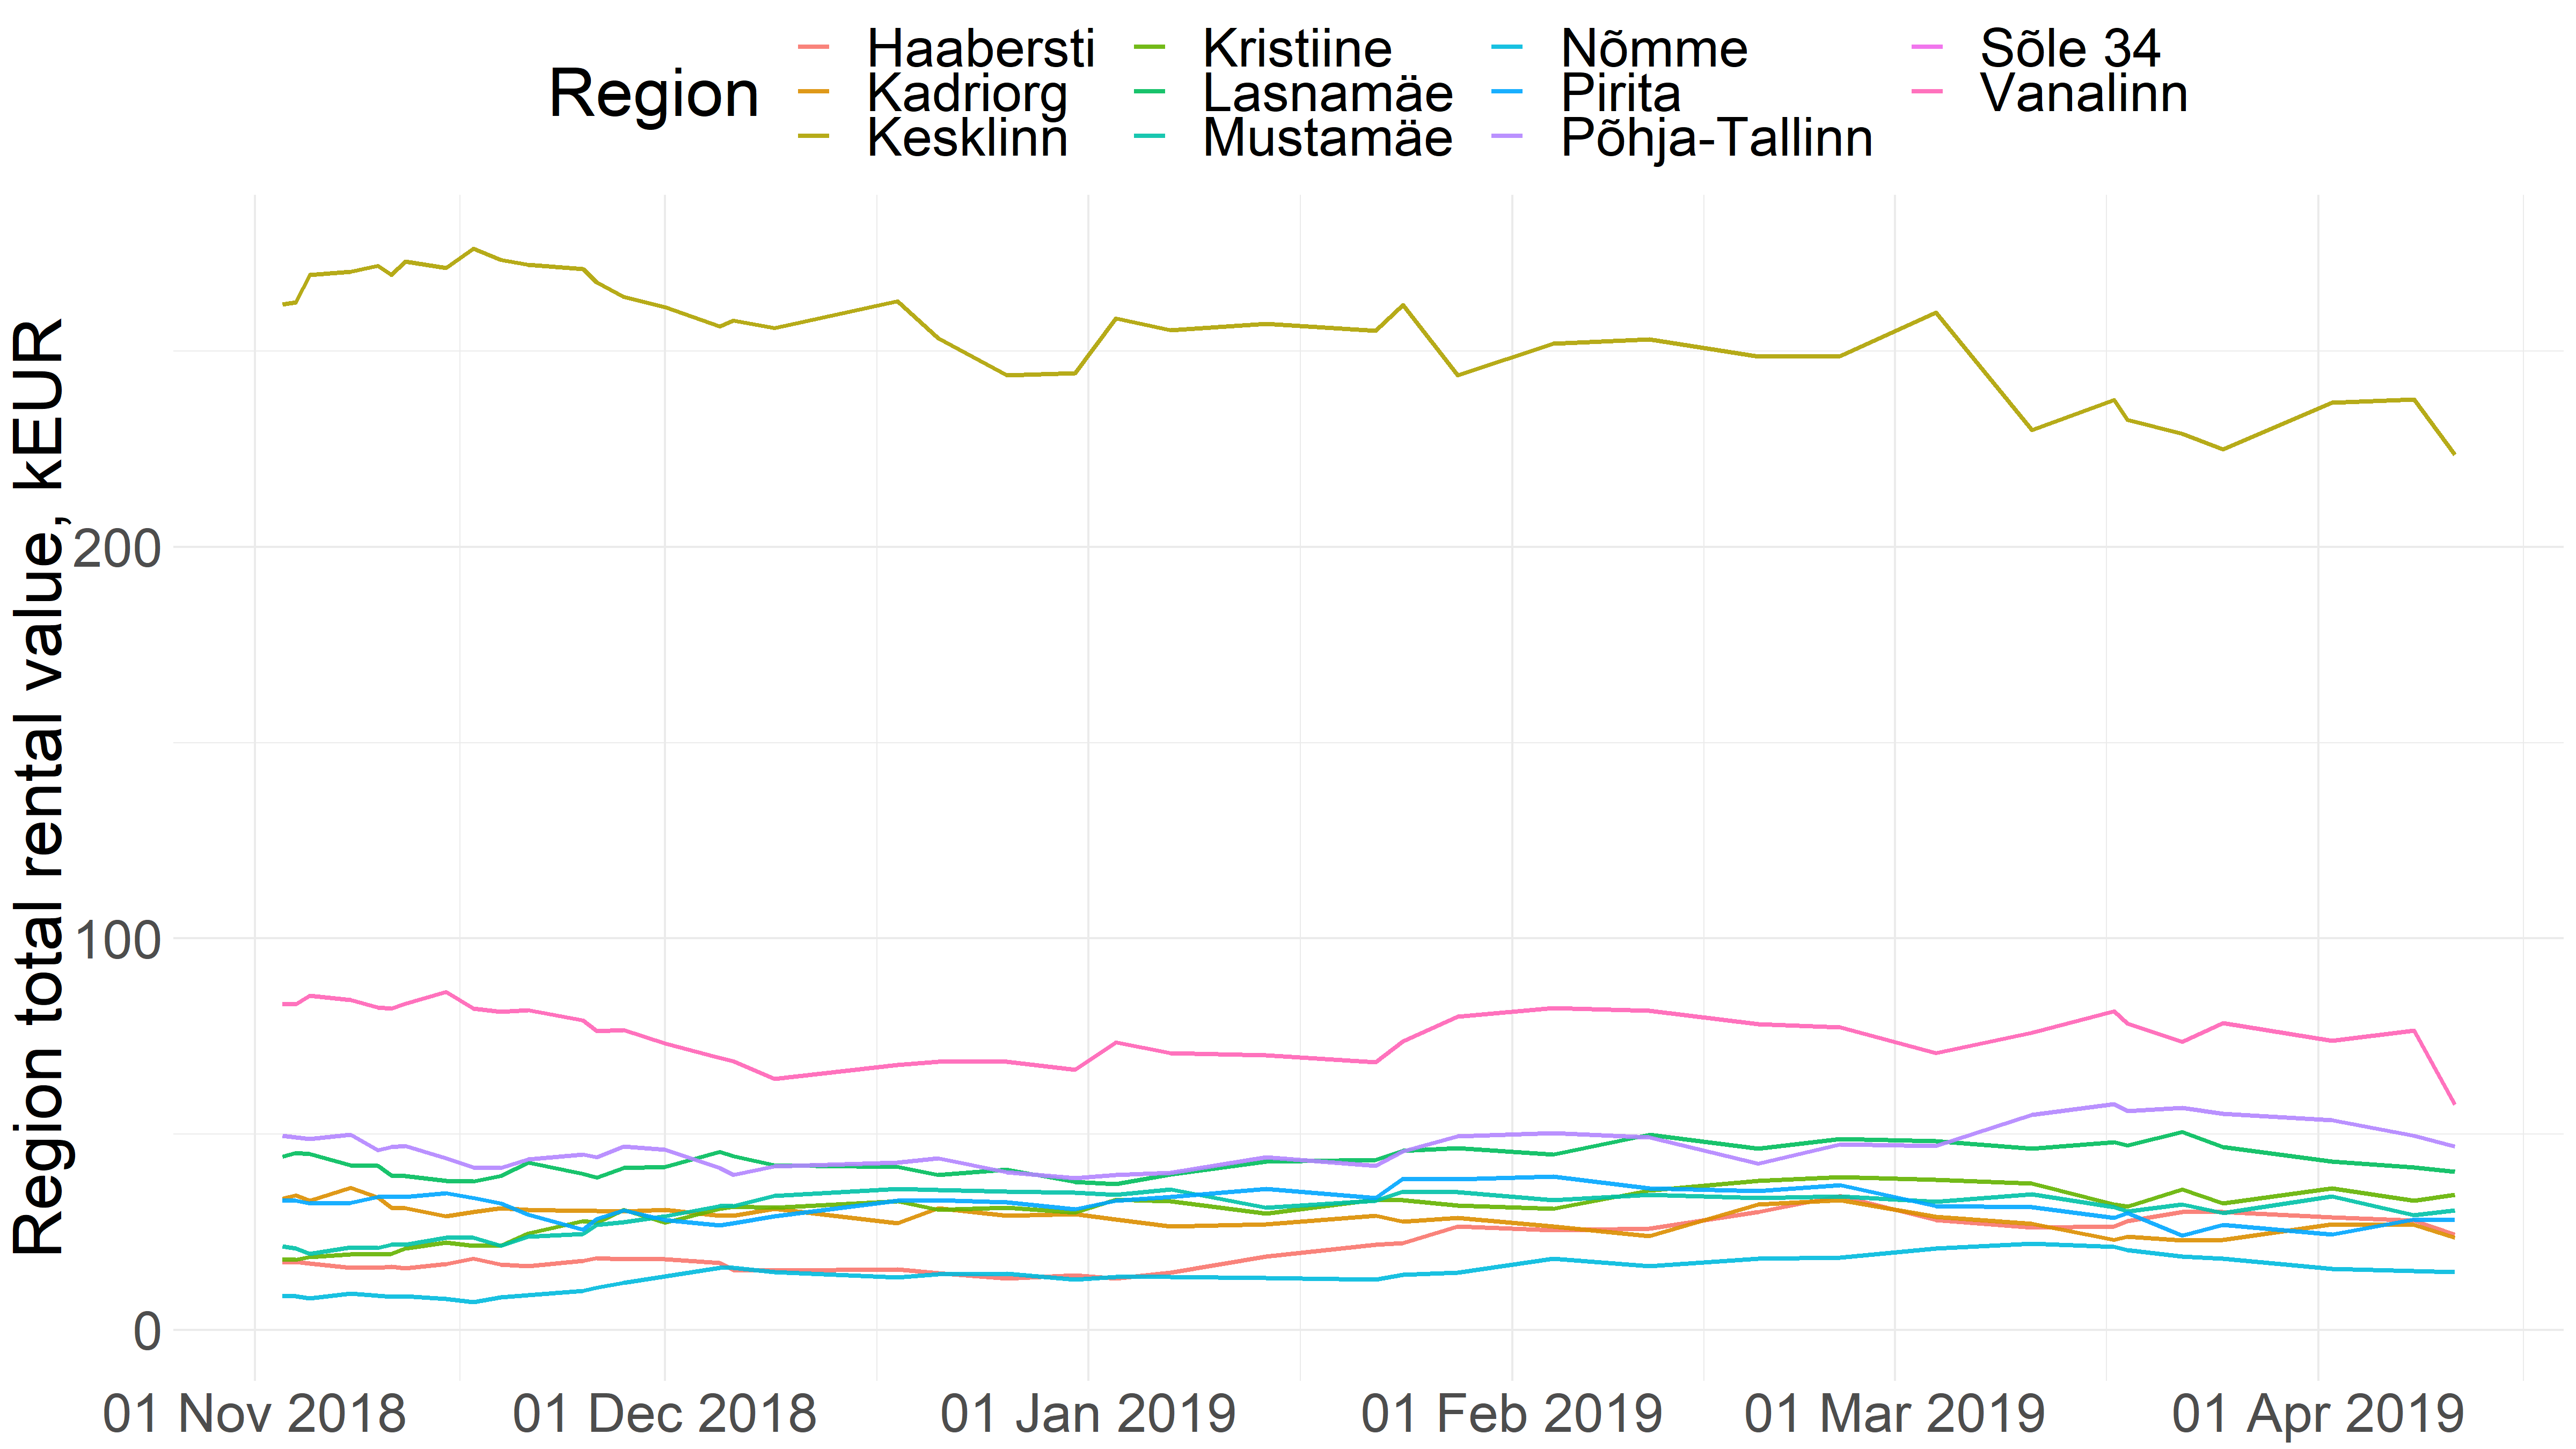 Region
Haabersti Kristiine Nõmme Sõle 34
Kadriorg Lasnamäe Pirita Vanalinn
Kesklinn Mustamäe Põhja-Tallinn
Region total rental value, kEUR
200
100
0
01 Nov 2018 01 Dec 2018 01 Jan 2019 01 Feb 2019 01 Mar 2019 01 Apr 2019